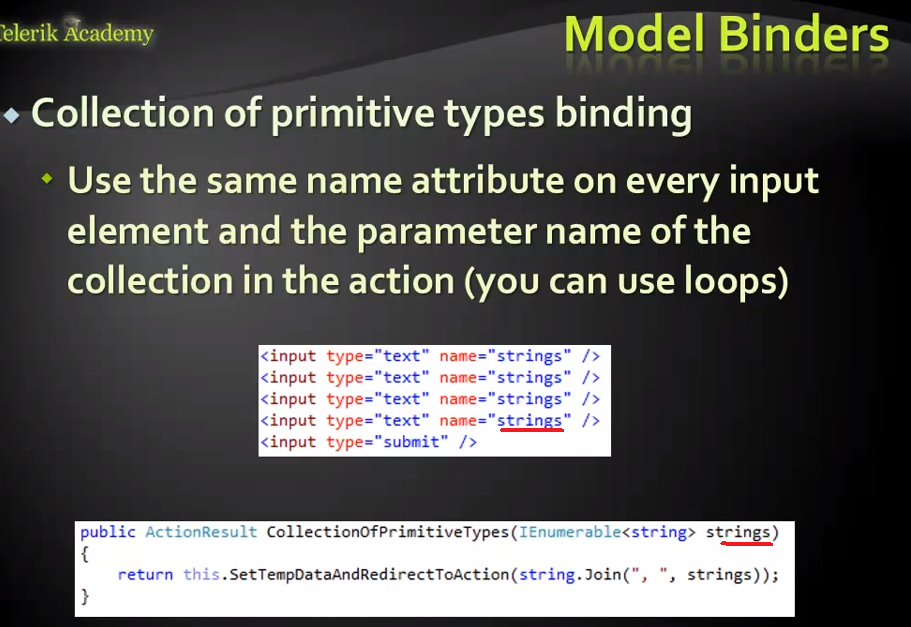 Telerik Academy
Model Binders
Collection of primitive types binding
Use the same name attribute on every input
element and the parameter name of the
collection in the action (you can use loops)
<input type="text" name="strings" />
<input type="text" name="strings" />
<input type="text" name="strings" />
<input type="text" name="strings" />
<input type="submit" />
public ActionResult CollectionOfPrimitiveTypes(IEnumerable<string> strings)
{
return this.SetTempDataAndRedirectToAction(string.Join(", ", strings));
}